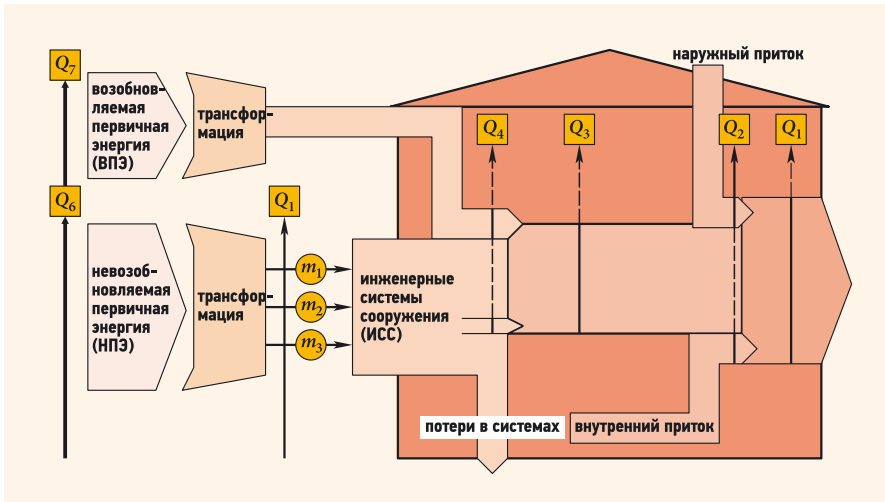 Q7
возобнов-
ляемая
первичная
энергия
(ВПЭ)
трансфор-
мация
наружный приток
Q4
Q3
Q2
Q1
Q6
Q1
невозоб-
новляемая
первичная
энергия
(НПЭ)
трансфор-
мация
m1
m2
m3
инженерные
системы
сооружения
(ИСС)
потери в системах
внутренний приток